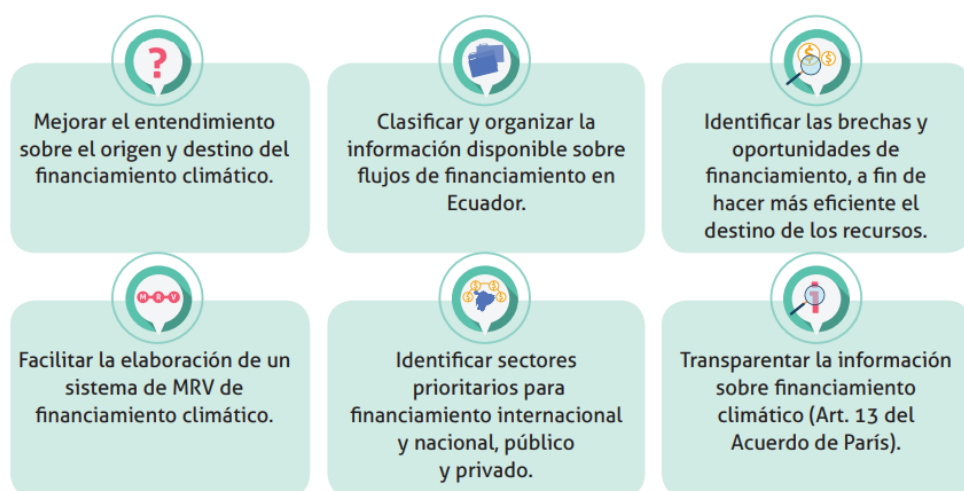 ?
Mejorar el entendimiento
sobre el origen y destino del
financiamiento climático.
Clasificar y organizar la
información disponible sobre
flujos de financiamiento en
Ecuador.
$ $
Identificar las brechas y
oportunidades de
financiamiento, a fin de
hacer más eficiente el
destino de los recursos.
M R V
Facilitar la elaboración de un
sistema de MRV de
financiamiento climático.
$ $ $ $
Identificar sectores
prioritarios para
financiamiento internacional
y nacional, público
y privado.
Transparentar la información
sobre financiamiento
climático (Art. 13 del
Acuerdo de París).